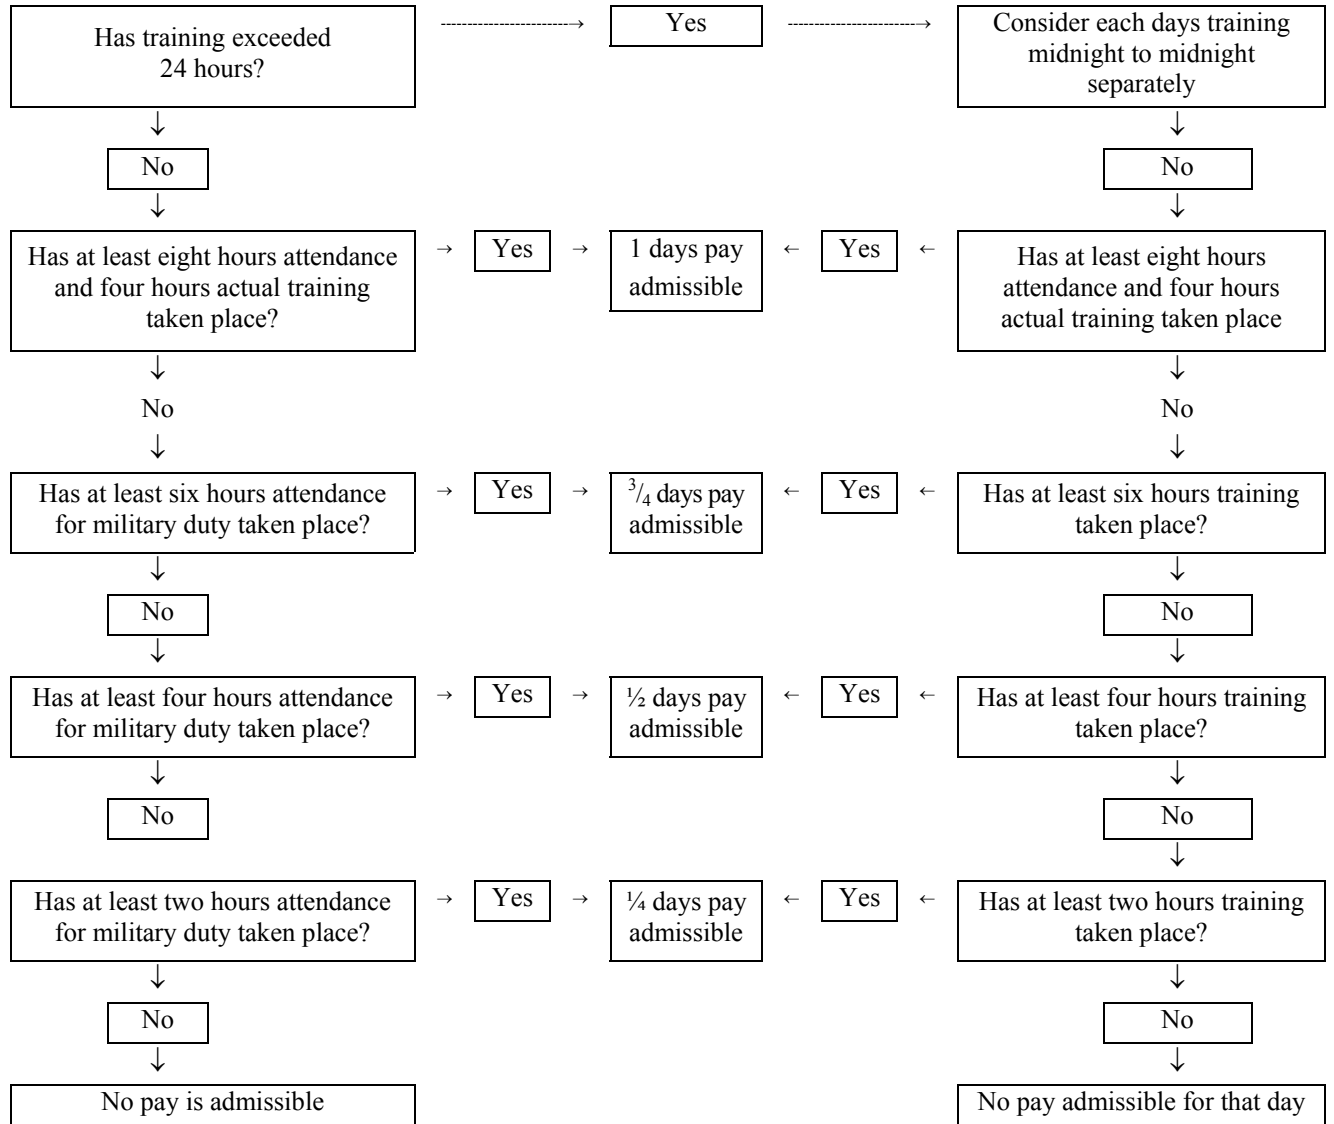 Has training exceeded
24 hours?
Yes
Consider each days training
midnight to midnight
separately
↓
↓
No
No
↓
↓
Has at least eight hours attendance
and four hours actual training
taken place?
→ Yes →
1 days pay
admissible
← Yes ←
Has at least eight hours
attendance and four hours
actual training taken place
↓
↓
No
No
↓
↓
Has at least six hours attendance
for military duty taken place?
→ Yes →
3/4 days pay
admissible
← Yes ←
Has at least six hours training
taken place?
↓
↓
No
No
↓
↓
Has at least four hours attendance
for military duty taken place?
→ Yes →
½ days pay
admissible
← Yes ←
Has at least four hours training
taken place?
↓
↓
No
No
↓
Has at least two hours attendance
for military duty taken place?
→ Yes →
¼ days pay
admissible
← Yes ←
Has at least two hours training
taken place?
↓
↓
No
No
↓
↓
No pay is admissible
No pay admissible for that day